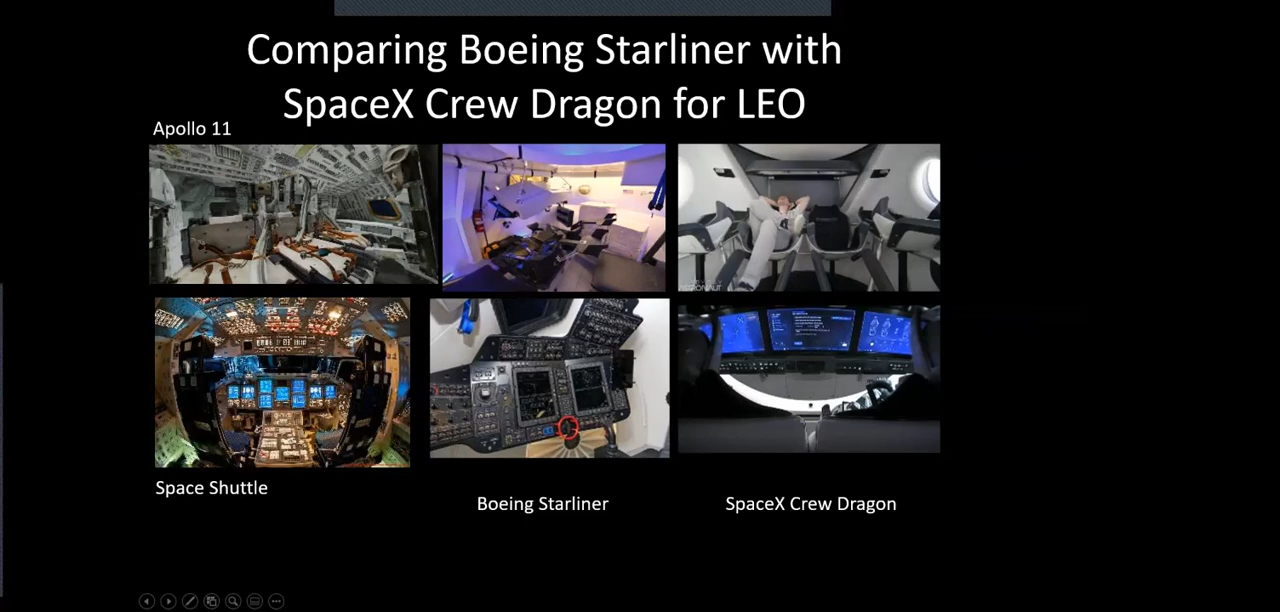 Comparing Boeing Starliner with
SpaceX Crew Dragon for LEO
Apollo 11
Space Shuttle
Boeing Starliner
SpaceX Crew Dragon